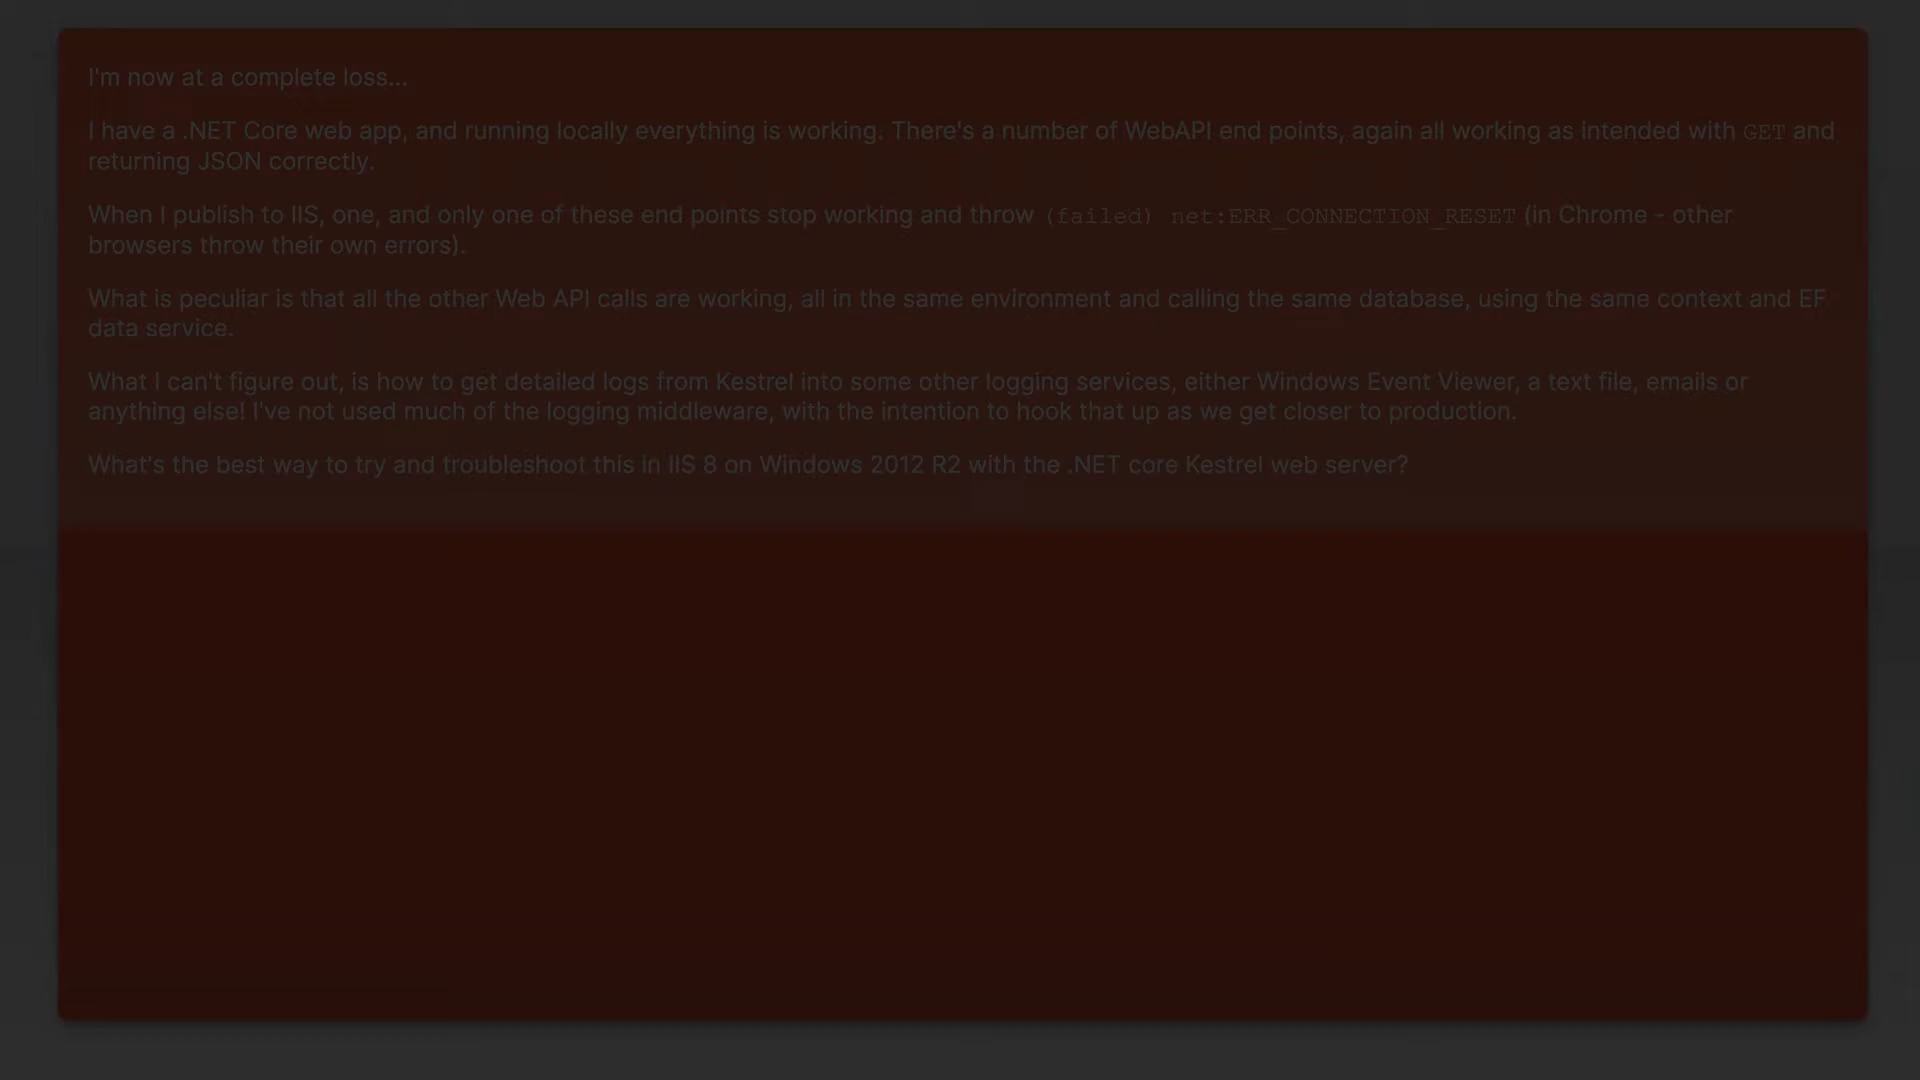 I'm now at a complete loss...
I have a .NET Core web app, and running locally everything is working. There's a number of WebAPI end points, again all working as intended with GET and
returning JSON correctly.
When I publish to IIS, one, and only one of these end points stop working and throw (failed) net:ERR_CONNECTION_RESET (in Chrome - other
browsers throw their own errors).
What is peculiar is that all the other Web API calls are working, all in the same environment and calling the same database, using the same context and EF
data service.
What I can't figure out, is how to get detailed logs from Kestrel into some other logging services, either Windows Event Viewer, a text file, emails or
anything else! I've not used much of the logging middleware, with the intention to hook that up as we get closer to production.
What's the best way to try and troubleshoot this in IIS 8 on Windows 2012 R2 with the .NET core Kestrel web server?